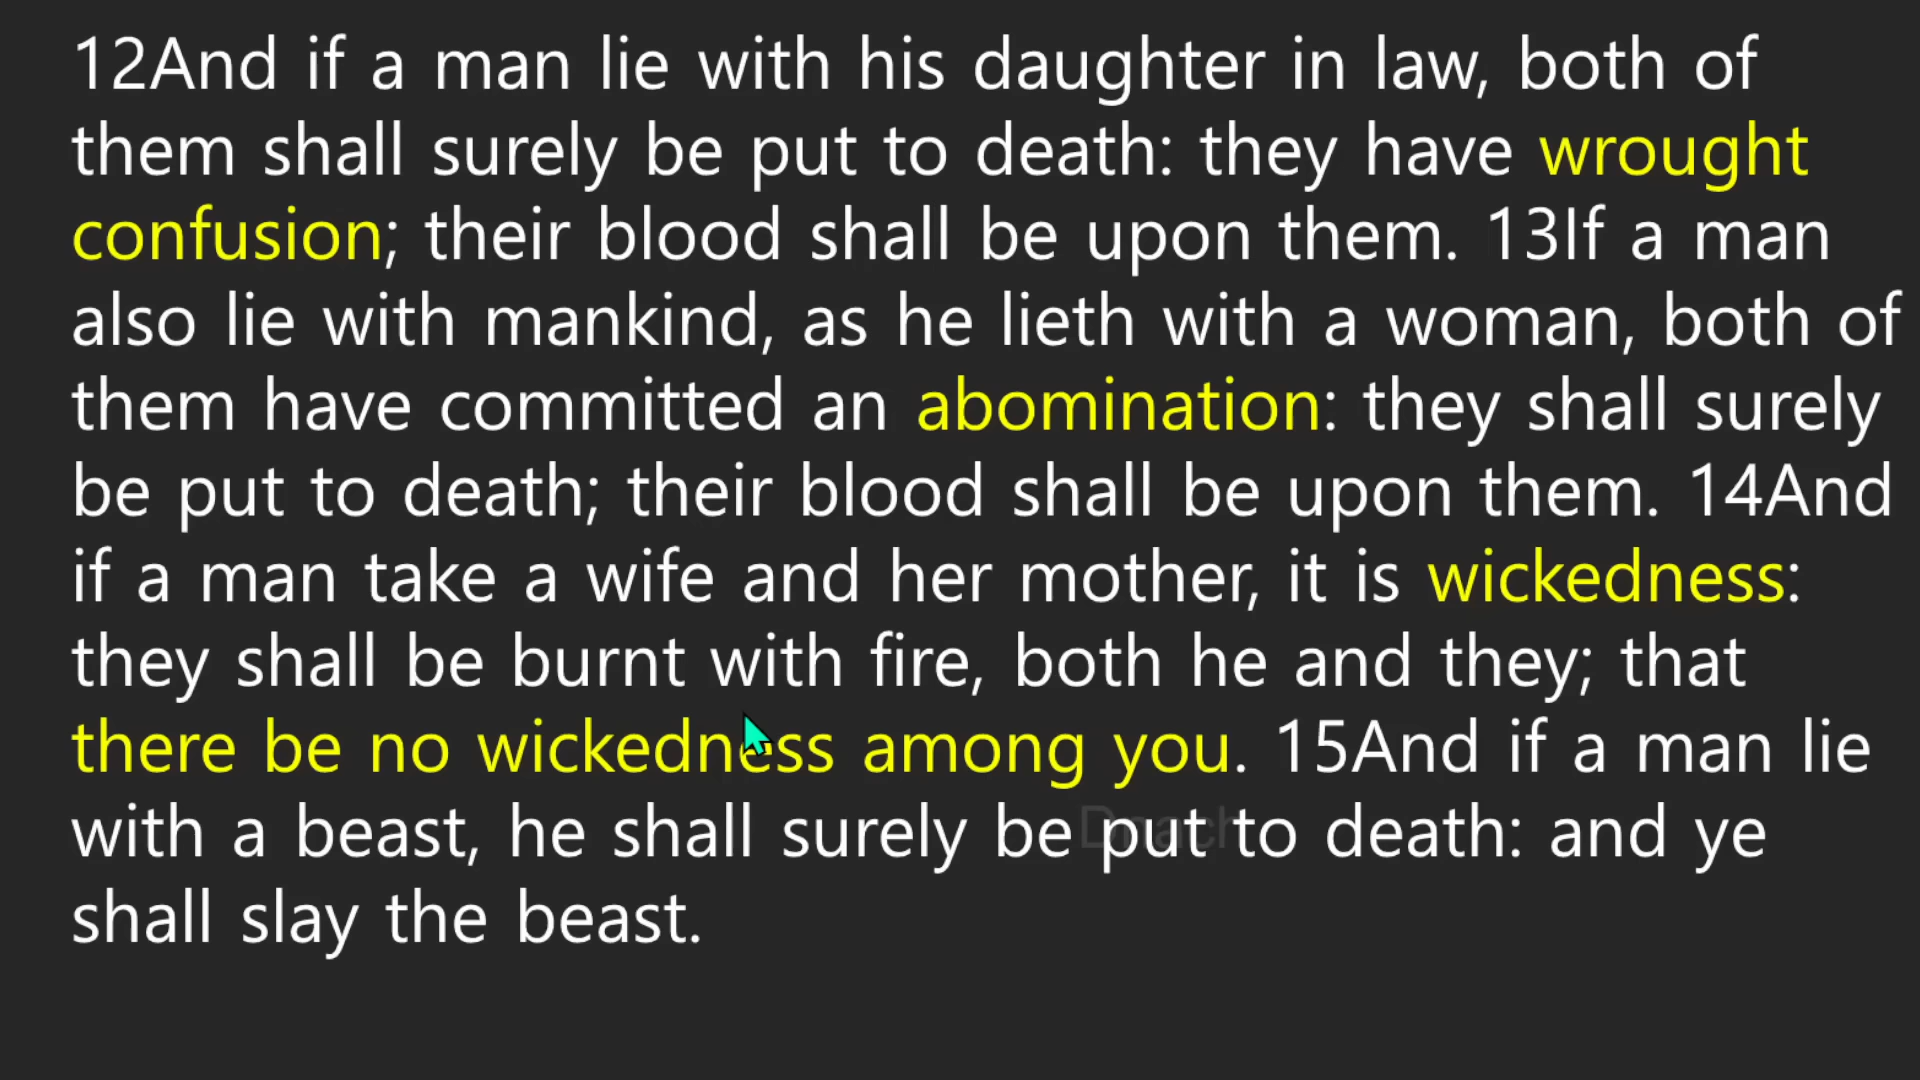 12And if a man lie with his daughter in law, both of
them shall surely be put to death: they have wrought
confusion; their blood shall be upon them. 13If a man
also lie with mankind, as he lieth with a woman, both of
them have committed an abomination: they shall surely
be put to death; their blood shall be upon them. 14And
if a man take a wife and her mother, it is wickedness:
they shall be burnt with fire, both he and they; that
there be no wickedness among you. 15And if a man lie
with a beast, he shall surely be put to death: and ye
shall slay the beast.